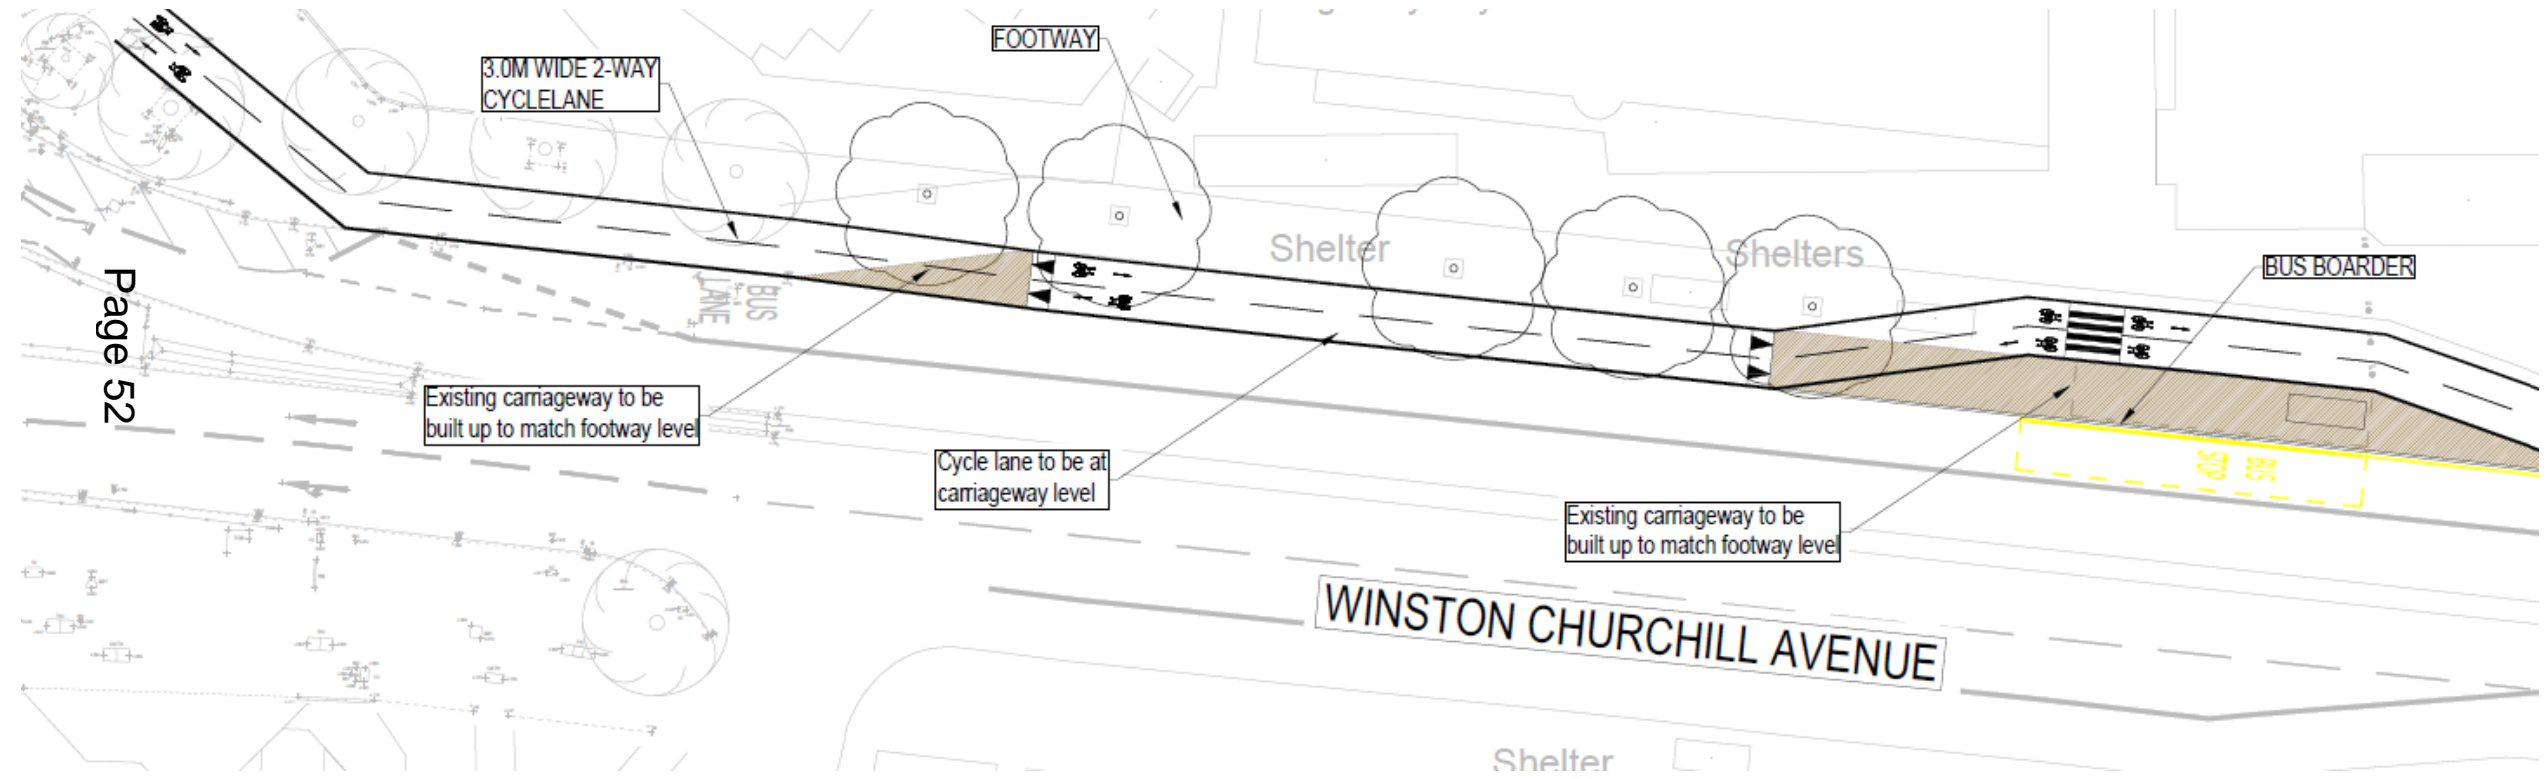 FOOTWAY
3.0M WIDE 2-WAY
CYCLELANE
Shelter
Shelters
BUS BOARDER
BUS
LANE
Page 52
Existing carriageway to be
built up to match footway level
Cycle lane to be at
carriageway level
BUS
STOP
Existing carriageway to be
built up to match footway level
WINSTON CHURCHILL AVENUE
Shelter